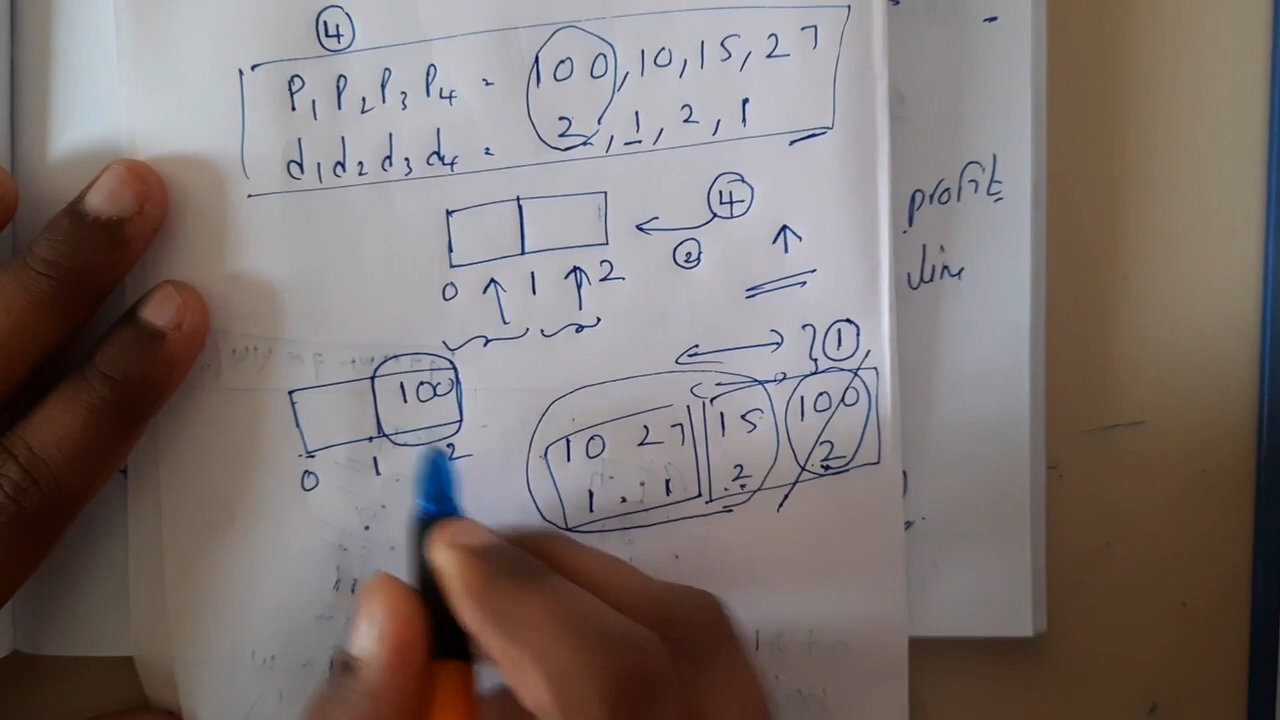 4
P1 P2 P3 P4 = 100, 10, 15, 27
d1 d2 d3 d4 = 2, 1, 2, 1
4
2
0 1 2
profit
1
100
0 1 2
10 27 15 100
1 . 1 2 2